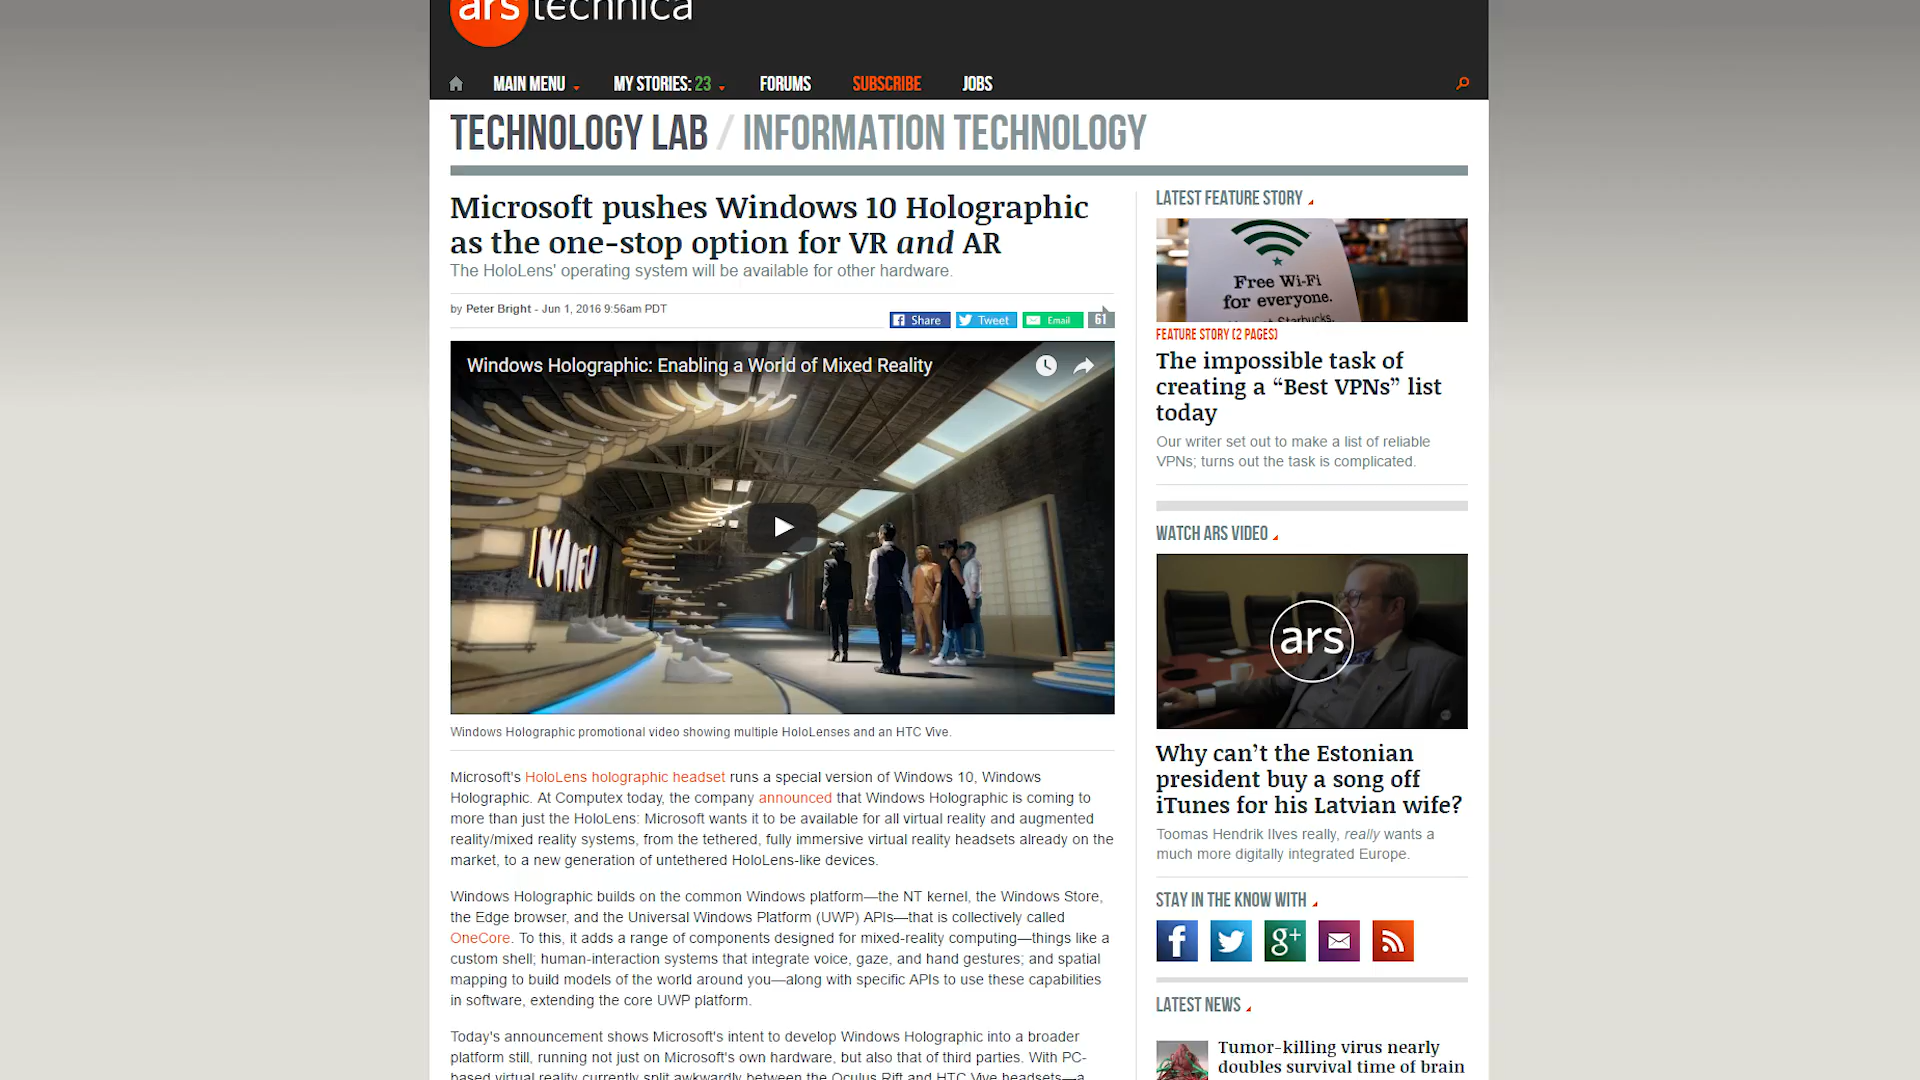 ars technica
MAIN MENU
MY STORIES: 23
FORUMS
SUBSCRIBE
JOBS
TECHNOLOGY LAB / INFORMATION TECHNOLOGY
Microsoft pushes Windows 10 Holographic
as the one-stop option for VR and AR
The HoloLens' operating system will be available for other hardware.
by Peter Bright - Jun 1, 2016 9:56am PDT
Share
Tweet
Email
61
Windows Holographic: Enabling a World of Mixed Reality
Windows Holographic promotional video showing multiple HoloLenses and an HTC Vive.
Microsoft's HoloLens holographic headset runs a special version of Windows 10, Windows
Holographic. At Computex today, the company announced that Windows Holographic is coming to
more than just the HoloLens: Microsoft wants it to be available for all virtual reality and augmented
reality/mixed reality systems, from the tethered, fully immersive virtual reality headsets already on the
market, to a new generation of untethered HoloLens-like devices.
Windows Holographic builds on the common Windows platform—the NT kernel, the Windows Store,
the Edge browser, and the Universal Windows Platform (UWP) APIs—that is collectively called
OneCore. To this, it adds a range of components designed for mixed-reality computing—things like a
custom shell; human-interaction systems that integrate voice, gaze, and hand gestures; and spatial
mapping to build models of the world around you—along with specific APIs to use these capabilities
in software, extending the core UWP platform.
Today's announcement shows Microsoft's intent to develop Windows Holographic into a broader
platform still, running not just on Microsoft's own hardware, but also that of third parties. With PC-
based virtual reality currently split awkwardly between the Oculus Rift and HTC Vive headsets—a
LATEST FEATURE STORY
Free Wi-Fi
for everyone.
at Starbucks.
FEATURE STORY (2 PAGES)
The impossible task of
creating a “Best VPNs” list
today
Our writer set out to make a list of reliable
VPNs; turns out the task is complicated.
WATCH ARS VIDEO
ars
Why can’t the Estonian
president buy a song off
iTunes for his Latvian wife?
Toomas Hendrik Ilves really, really wants a
much more digitally integrated Europe.
STAY IN THE KNOW WITH
LATEST NEWS
Tumor-killing virus nearly
doubles survival time of brain